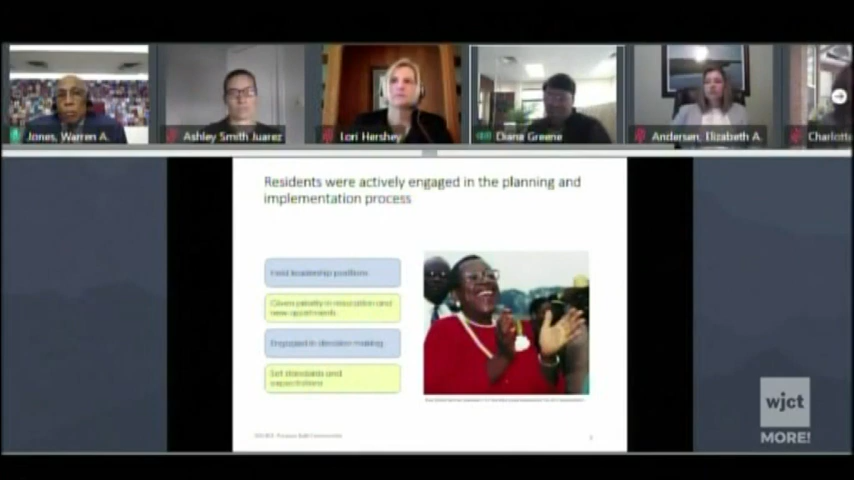 Jones, Warren A.
Ashley Smith Juarez
Lori Hershey
Diana Greene
Andersen, Elizabeth A.
Charlotte
Residents were actively engaged in the planning and
implementation process
Held leadership positions
Given priority in relocation and
new apartments
Engaged in decision making
Set standards and
expectations
wjct
MORE!